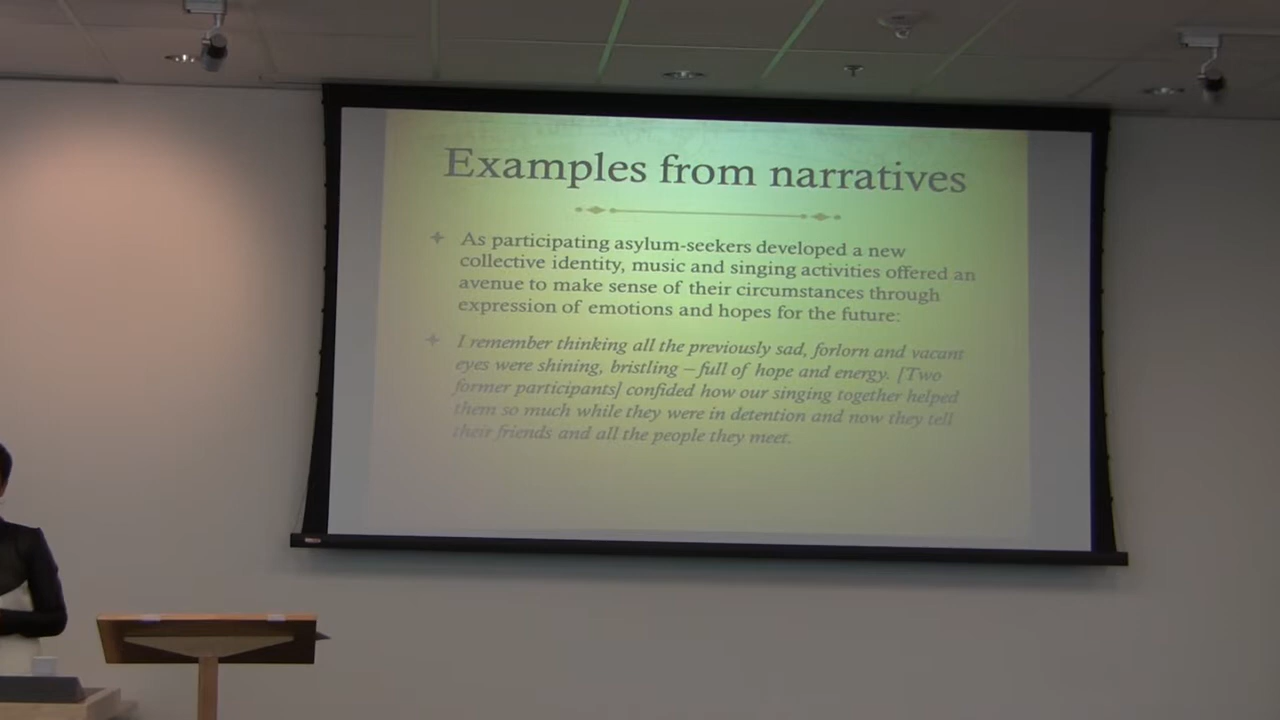 Examples from narratives
As participating asylum-seekers developed a new
collective identity, music and singing activities offered an
avenue to make sense of their circumstances through
expression of emotions and hopes for the future:
I remember thinking all the previously sad, forlorn and vacant
eyes were shining, bristling – full of hope and energy. [Two
former participants] confided how our singing together helped
them so much while they were in detention and now they tell
their friends and all the people they meet.